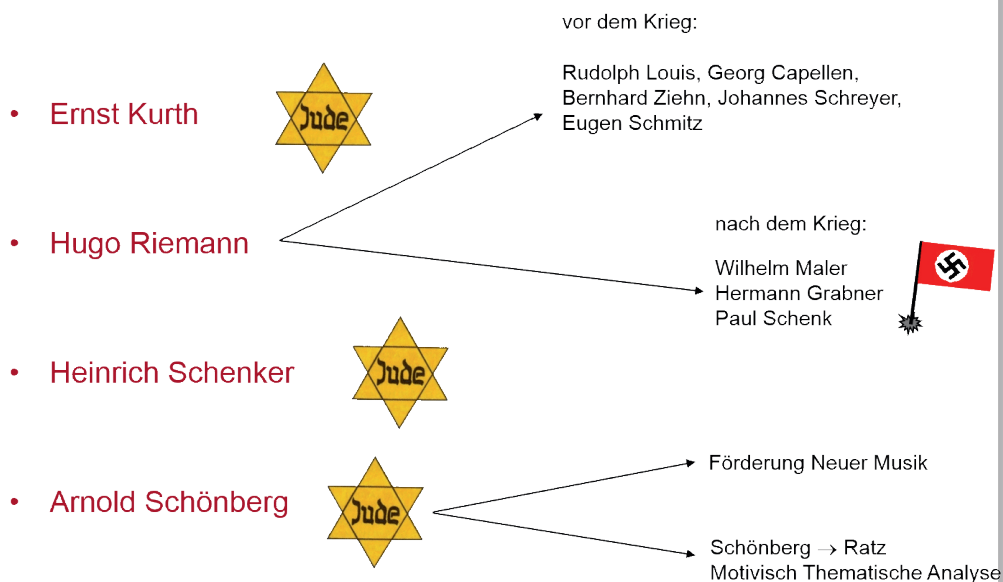 vor dem Krieg:
Rudolph Louis, Georg Capellen,
Bernhard Ziehn, Johannes Schreyer,
Eugen Schmitz
• Ernst Kurth
Jude
• Hugo Riemann
nach dem Krieg:
Wilhelm Maler
Hermann Grabner
Paul Schenk
• Heinrich Schenker
Jude
• Arnold Schönberg
Jude
Förderung Neuer Musik
Schönberg → Ratz
Motivisch Thematische Analyse